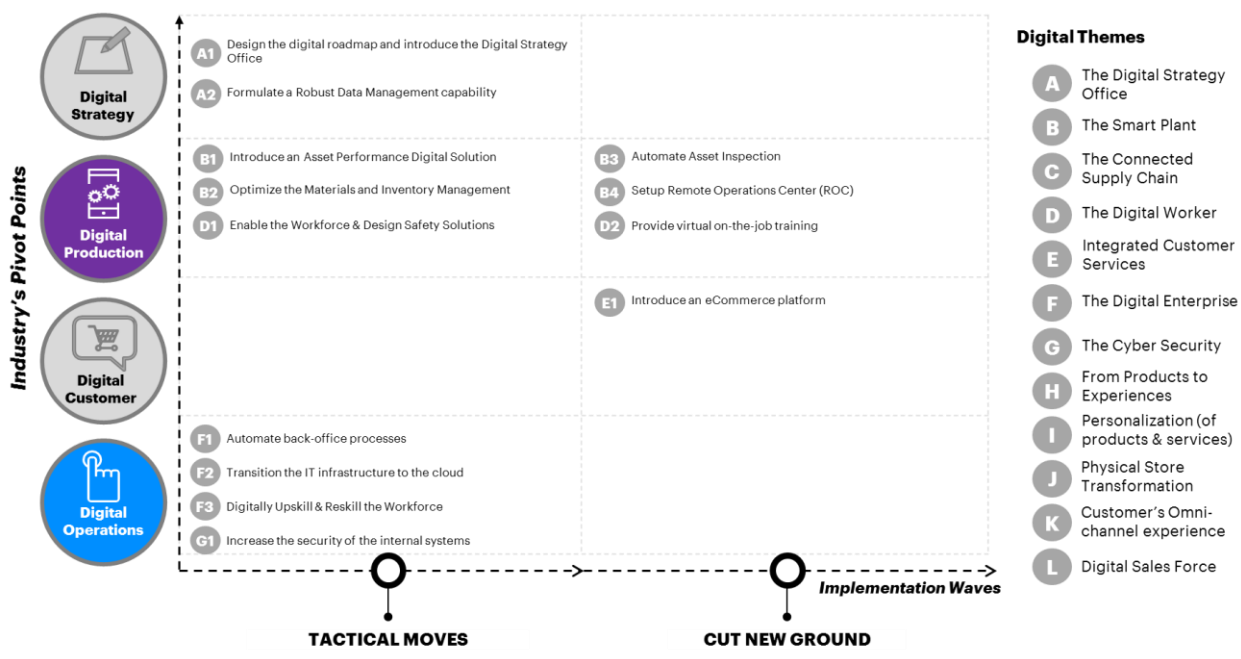 Industry's Pivot Points
Digital
Strategy
A1
Design the digital roadmap and introduce the Digital Strategy
Office
A2
Formulate a Robust Data Management capability
Digital
Production
B1
Introduce an Asset Performance Digital Solution
B2
Optimize the Materials and Inventory Management
D1
Enable the Workforce & Design Safety Solutions
B3
Automate Asset Inspection
B4
Setup Remote Operations Center (ROC)
D2
Provide virtual on-the-job training
Digital
Customer
E1
Introduce an eCommerce platform
Digital
Operations
F1
Automate back-office processes
F2
Transition the IT infrastructure to the cloud
F3
Digitally Upskill & Reskill the Workforce
G1
Increase the security of the internal systems
Implementation Waves
TACTICAL MOVES
CUT NEW GROUND
Digital Themes
A
The Digital Strategy
Office
B
The Smart Plant
C
The Connected
Supply Chain
D
The Digital Worker
E
Integrated Customer
Services
F
The Digital Enterprise
G
The Cyber Security
H
From Products to
Experiences
I
Personalization (of
products & services)
J
Physical Store
Transformation
K
Customer's Omni-
channel experience
L
Digital Sales Force